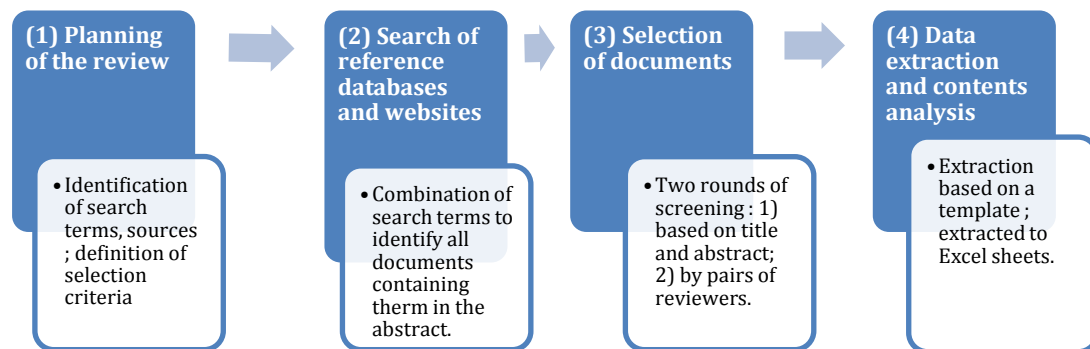 (1) Planning
of the review
• Identification
of search
terms, sources
; definition of
selection
criteria
(2) Search of
reference
databases
and websites
• Combination of
search terms to
identify all
documents
containing
therm in the
abstract.
(3) Selection
of documents
• Two rounds of
screening : 1)
based on title
and abstract;
2) by pairs of
reviewers.
(4) Data
extraction
and contents
analysis
• Extraction
based on a
template ;
extracted to
Excel sheets.